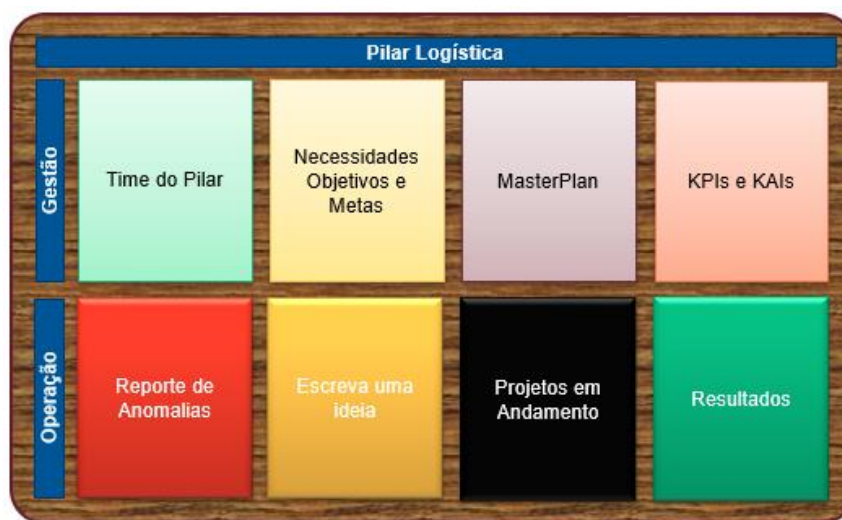 Pilar Logística
Gestão
Time do Pilar
Necessidades
Objetivos e
Metas
MasterPlan
KPIs e KAIs
Operação
Reporte de
Anomalias
Escreva uma
ideia
Projetos em
Andamento
Resultados